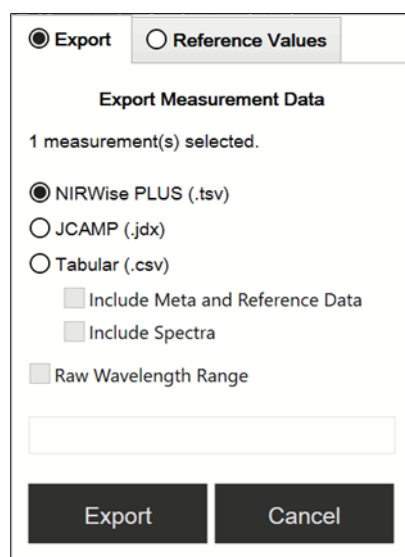 Export Reference Values
Export Measurement Data
1 measurement(s) selected.
NIRWise PLUS (.tsv)
JCAMP (.jdx)
Tabular (.csv)
Include Meta and Reference Data
Include Spectra
Raw Wavelength Range
Export Cancel